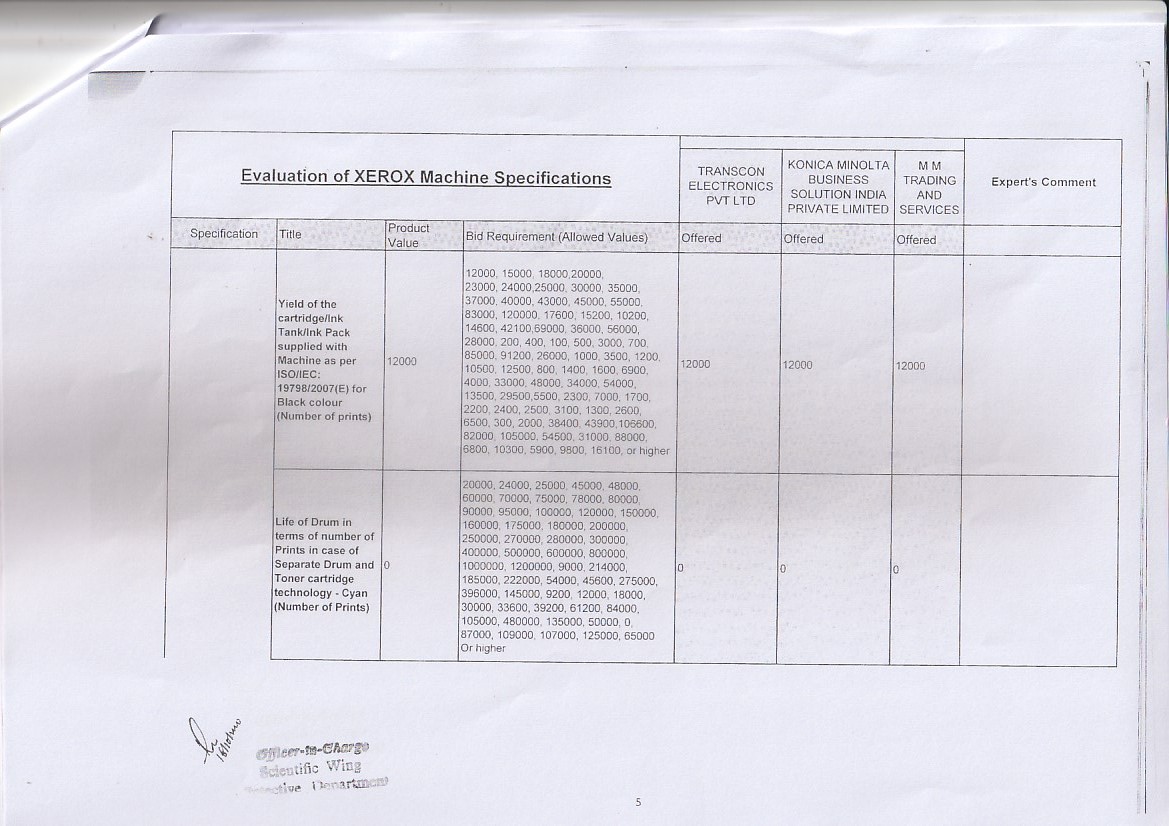 Evaluation of XEROX Machine Specifications
TRANSCON
ELECTRONICS
PVT LTD
KONICA MINOLTA
BUSINESS
SOLUTION INDIA
PRIVATE LIMITED
M M
TRADING
AND
SERVICES
Expert's Comment
Specification
Title
Product
Value
Bid Requirement (Allowed Values)
Offered
Offered
Offered
Yield of the
cartridge/Ink
Tank/Ink Pack
supplied with
Machine as per
ISO/IEC:
19798/2007(E) for
Black colour
(Number of prints)
12000
12000, 15000, 18000,20000,
23000, 24000,25000, 30000, 35000,
37000, 40000, 43000, 45000, 55000,
83000, 120000, 17600, 15200, 10200,
14600, 42100,69000, 36000, 56000,
28000, 200, 400, 100, 500, 3000, 700,
85000, 91200, 26000, 1000, 3500, 1200,
10500, 12500, 800, 1400, 1600, 6900,
4000, 33000, 48000, 34000, 54000,
13500, 29500,5500, 2300, 7000, 1700,
2200, 2400, 2500, 3100, 1300, 2600,
6500, 300, 2000, 38400, 43900,106600,
82000, 105000, 54500, 31000, 88000,
6800, 10300, 5900, 9800, 16100, or higher
12000
12000
12000
Life of Drum in
terms of number of
Prints in case of
Separate Drum and
Toner cartridge
technology - Cyan
(Number of Prints)
0
20000, 24000, 25000, 45000, 48000,
60000, 70000, 75000, 78000, 80000,
90000, 95000, 100000, 120000, 150000,
160000, 175000, 180000, 200000,
250000, 270000, 280000, 300000,
400000, 500000, 600000, 800000,
1000000, 1200000, 9000, 214000,
185000, 222000, 54000, 45600, 275000,
396000, 145000, 9200, 12000, 18000,
30000, 33600, 39200, 61200, 84000,
105000, 480000, 135000, 50000, 0,
87000, 109000, 107000, 125000, 65000
Or higher
0
0
0
Officer-in-Charge
Scientific Wing
Department
5